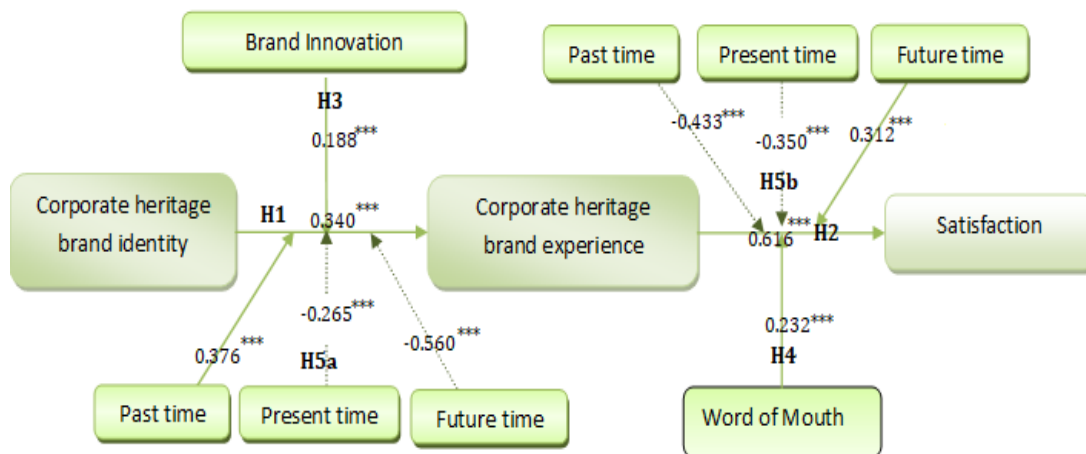 Brand Innovation
Past time
Present time
Future time
H3
0.188***
-0.433***
-0.350***
0.312***
H5b
Corporate heritage
brand identity
H1
0.340***
Corporate heritage
brand experience
0.616***
H2
Satisfaction
0.376***
-0.265***
-0.560***
H5a
0.232***
H4
Past time
Present time
Future time
Word of Mouth